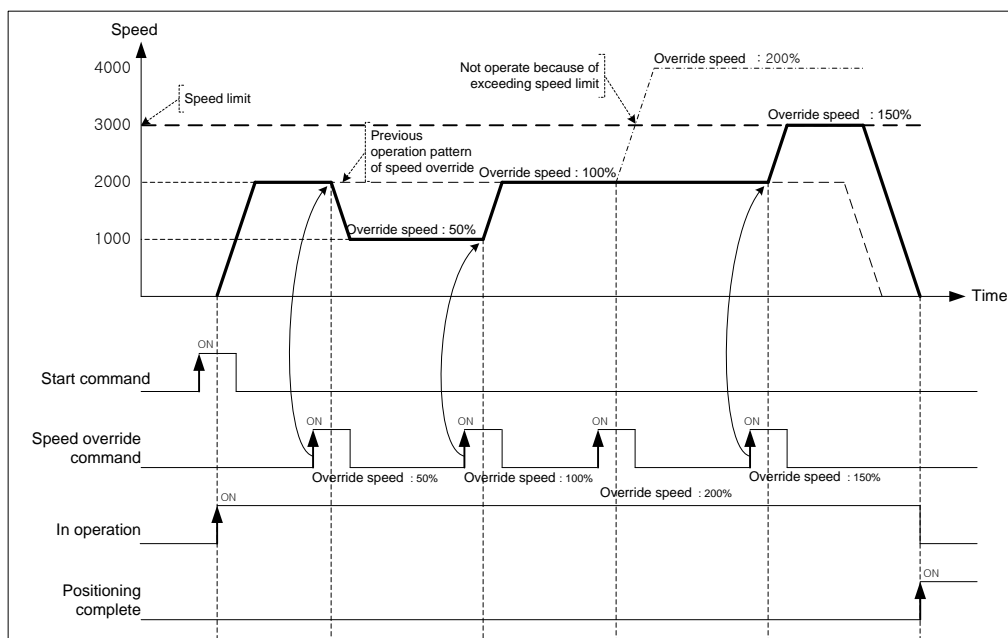 Speed
4000
Override speed : 200%
Not operate because of
exceeding speed limit
Speed limit
3000
Override speed : 150%
Previous
operation pattern
of speed override
2000
Override speed : 100%
1000
Override speed : 50%
Time
ON
Start command
ON
ON
ON
ON
Speed override
command
Override speed : 50%
Override speed : 100%
Override speed : 150%
Override speed : 200%
ON
In operation
ON
Positioning
complete